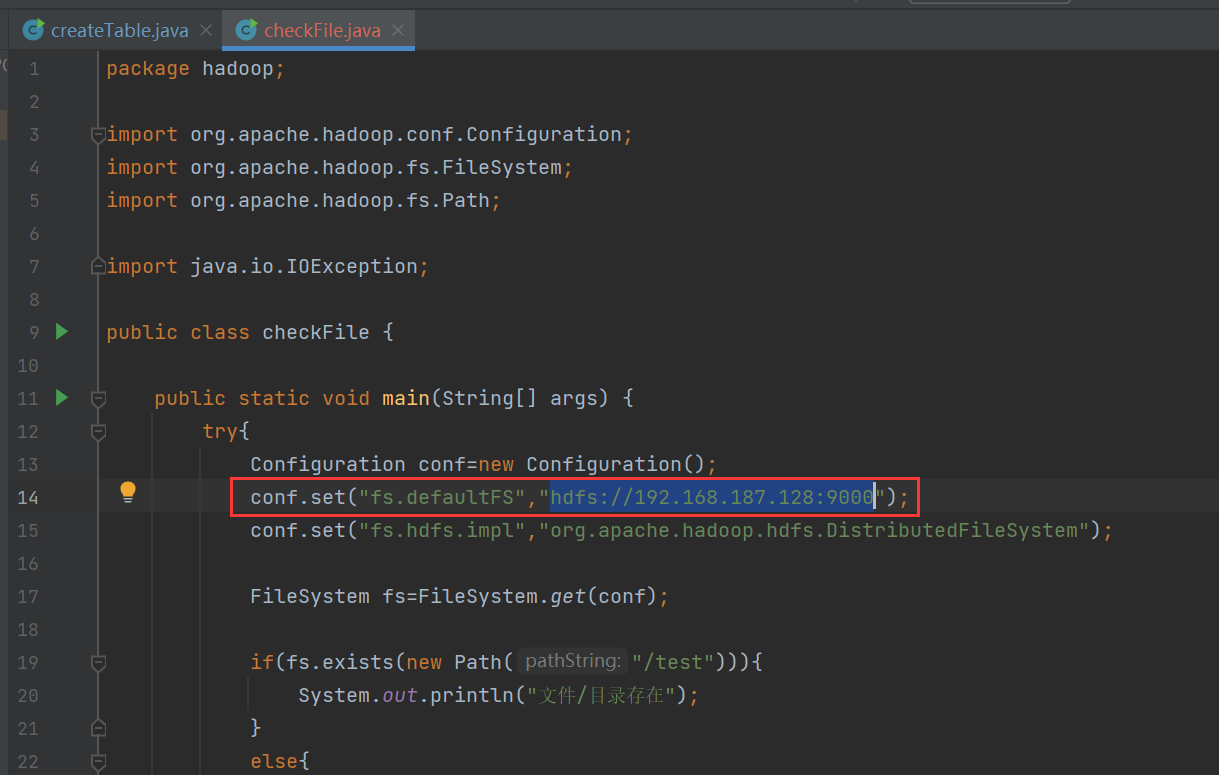 createTable.java
checkFile.java
1 package hadoop;
2
3 import org.apache.hadoop.conf.Configuration;
4 import org.apache.hadoop.fs.FileSystem;
5 import org.apache.hadoop.fs.Path;
6
7 import java.io.IOException;
8
9 public class checkFile {
10
11 public static void main(String[] args) {
12 try{
13 Configuration conf=new Configuration();
14 conf.set("fs.defaultFS","hdfs://192.168.187.128:9000");
15 conf.set("fs.hdfs.impl","org.apache.hadoop.hdfs.DistributedFileSystem");
16
17 FileSystem fs=FileSystem.get(conf);
18
19 if(fs.exists(new Path( pathString: "/test"))){
20 System.out.println("文件/目录存在");
21 }
22 else{